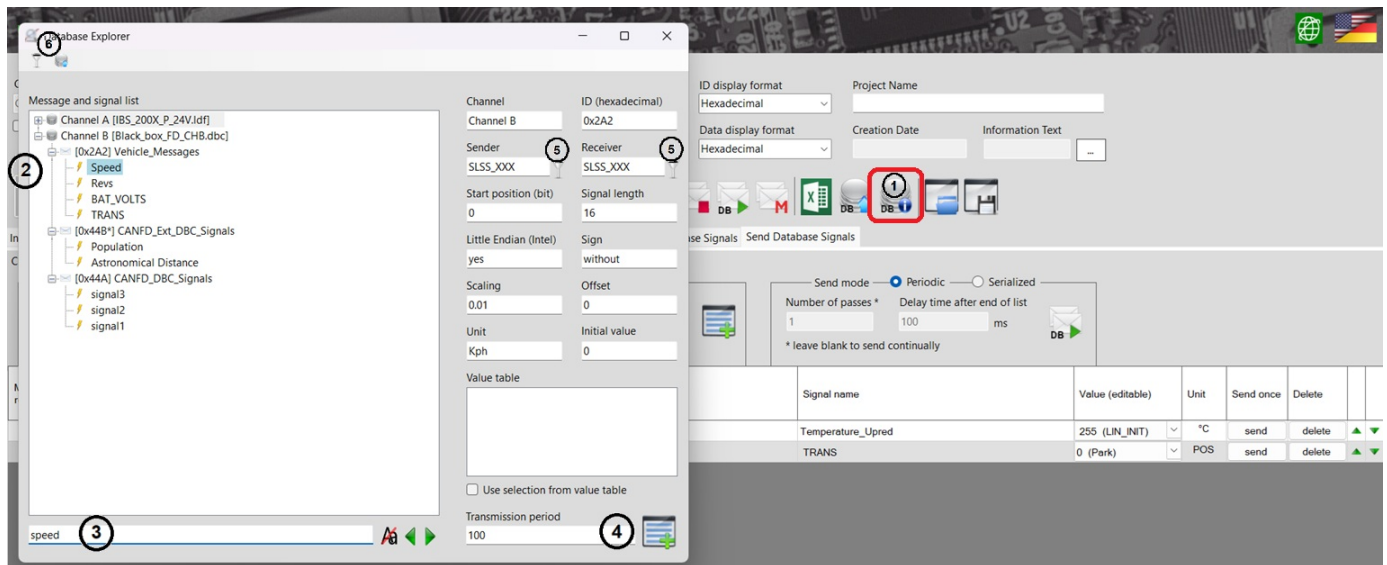 6
Database Explorer
Message and signal list
Channel A [IBS_200X_P_24V.ldf]
Channel B [Black_box_FD_CHB.dbc]
[0x2A2] Vehicle_Messages
2
Speed
Revs
BAT_VOLTS
TRANS
[0x44B*] CANFD_Ext_DBC_Signals
Population
Astronomical Distance
[0x44A] CANFD_DBC_Signals
signal3
signal2
signal1
speed
3
Aa
Channel ID (hexadecimal)
Channel B 0x2A2
Sender 5 Receiver 5
SLSS_XXX SLSS_XXX
Start position (bit) Signal length
0 16
Little Endian (Intel) Sign
yes without
Scaling Offset
0.01 0
Unit Initial value
Kph 0
Value table
Use selection from value table
Transmission period
100 4
ID display format Project Name
Hexadecimal
Data display format Creation Date Information Text
Hexadecimal ...
DB M X DB 1 DB i
se Signals Send Database Signals
Send mode Periodic Serialized
Number of passes * Delay time after end of list
1 100 ms
DB
* leave blank to send continually
Signal name Value (editable) Unit Send once Delete
Temperature_Upred 255 (LIN_INIT) °C send delete
TRANS 0 (Park) POS send delete